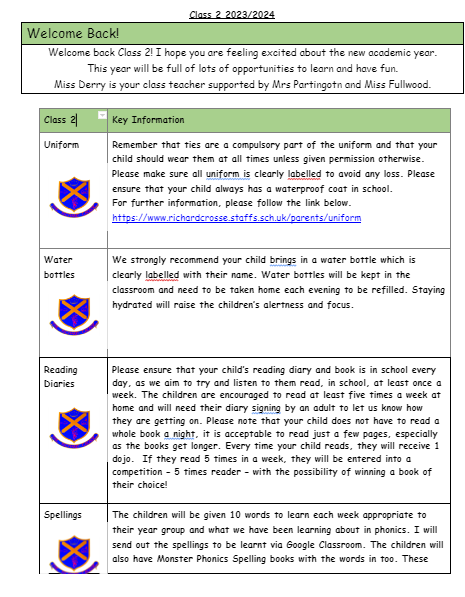 Class 2 2023/2024
Welcome Back!
Welcome back Class 2! I hope you are feeling excited about the new academic year.
This year will be full of lots of opportunities to learn and have fun.
Miss Derry is your class teacher supported by Mrs Partingotn and Miss Fullwood.
Class 2
Key Information
Uniform
Remember that ties are a compulsory part of the uniform and that your
child should wear them at all times unless given permission otherwise.
Please make sure all uniform is clearly labelled to avoid any loss. Please
ensure that your child always has a waterproof coat in school.
For further information, please follow the link below.
https://www.richardcrosse.staffs.sch.uk/parents/uniform
Water
bottles
We strongly recommend your child brings in a water bottle which is
clearly labelled with their name. Water bottles will be kept in the
classroom and need to be taken home each evening to be refilled. Staying
hydrated will raise the children's alertness and focus.
Reading
Diaries
Please ensure that your child's reading diary and book is in school every
day, as we aim to try and listen to them read, in school, at least once a
week. The children are encouraged to read at least five times a week at
home and will need their diary signing by an adult to let us know how
they are getting on. Please note that your child does not have to read a
whole book a night, it is acceptable to read just a few pages, especially
as the books get longer. Every time your child reads, they will receive 1
dojo. If they read 5 times in a week, they will be entered into a
competition – 5 times reader – with the possibility of winning a book of
their choice!
Spellings
The children will be given 10 words to learn each week appropriate to
their year group and what we have been learning about in phonics. I will
send out the spellings to be learnt via Google Classroom. The children will
also have Monster Phonics Spelling books with the words in too. These